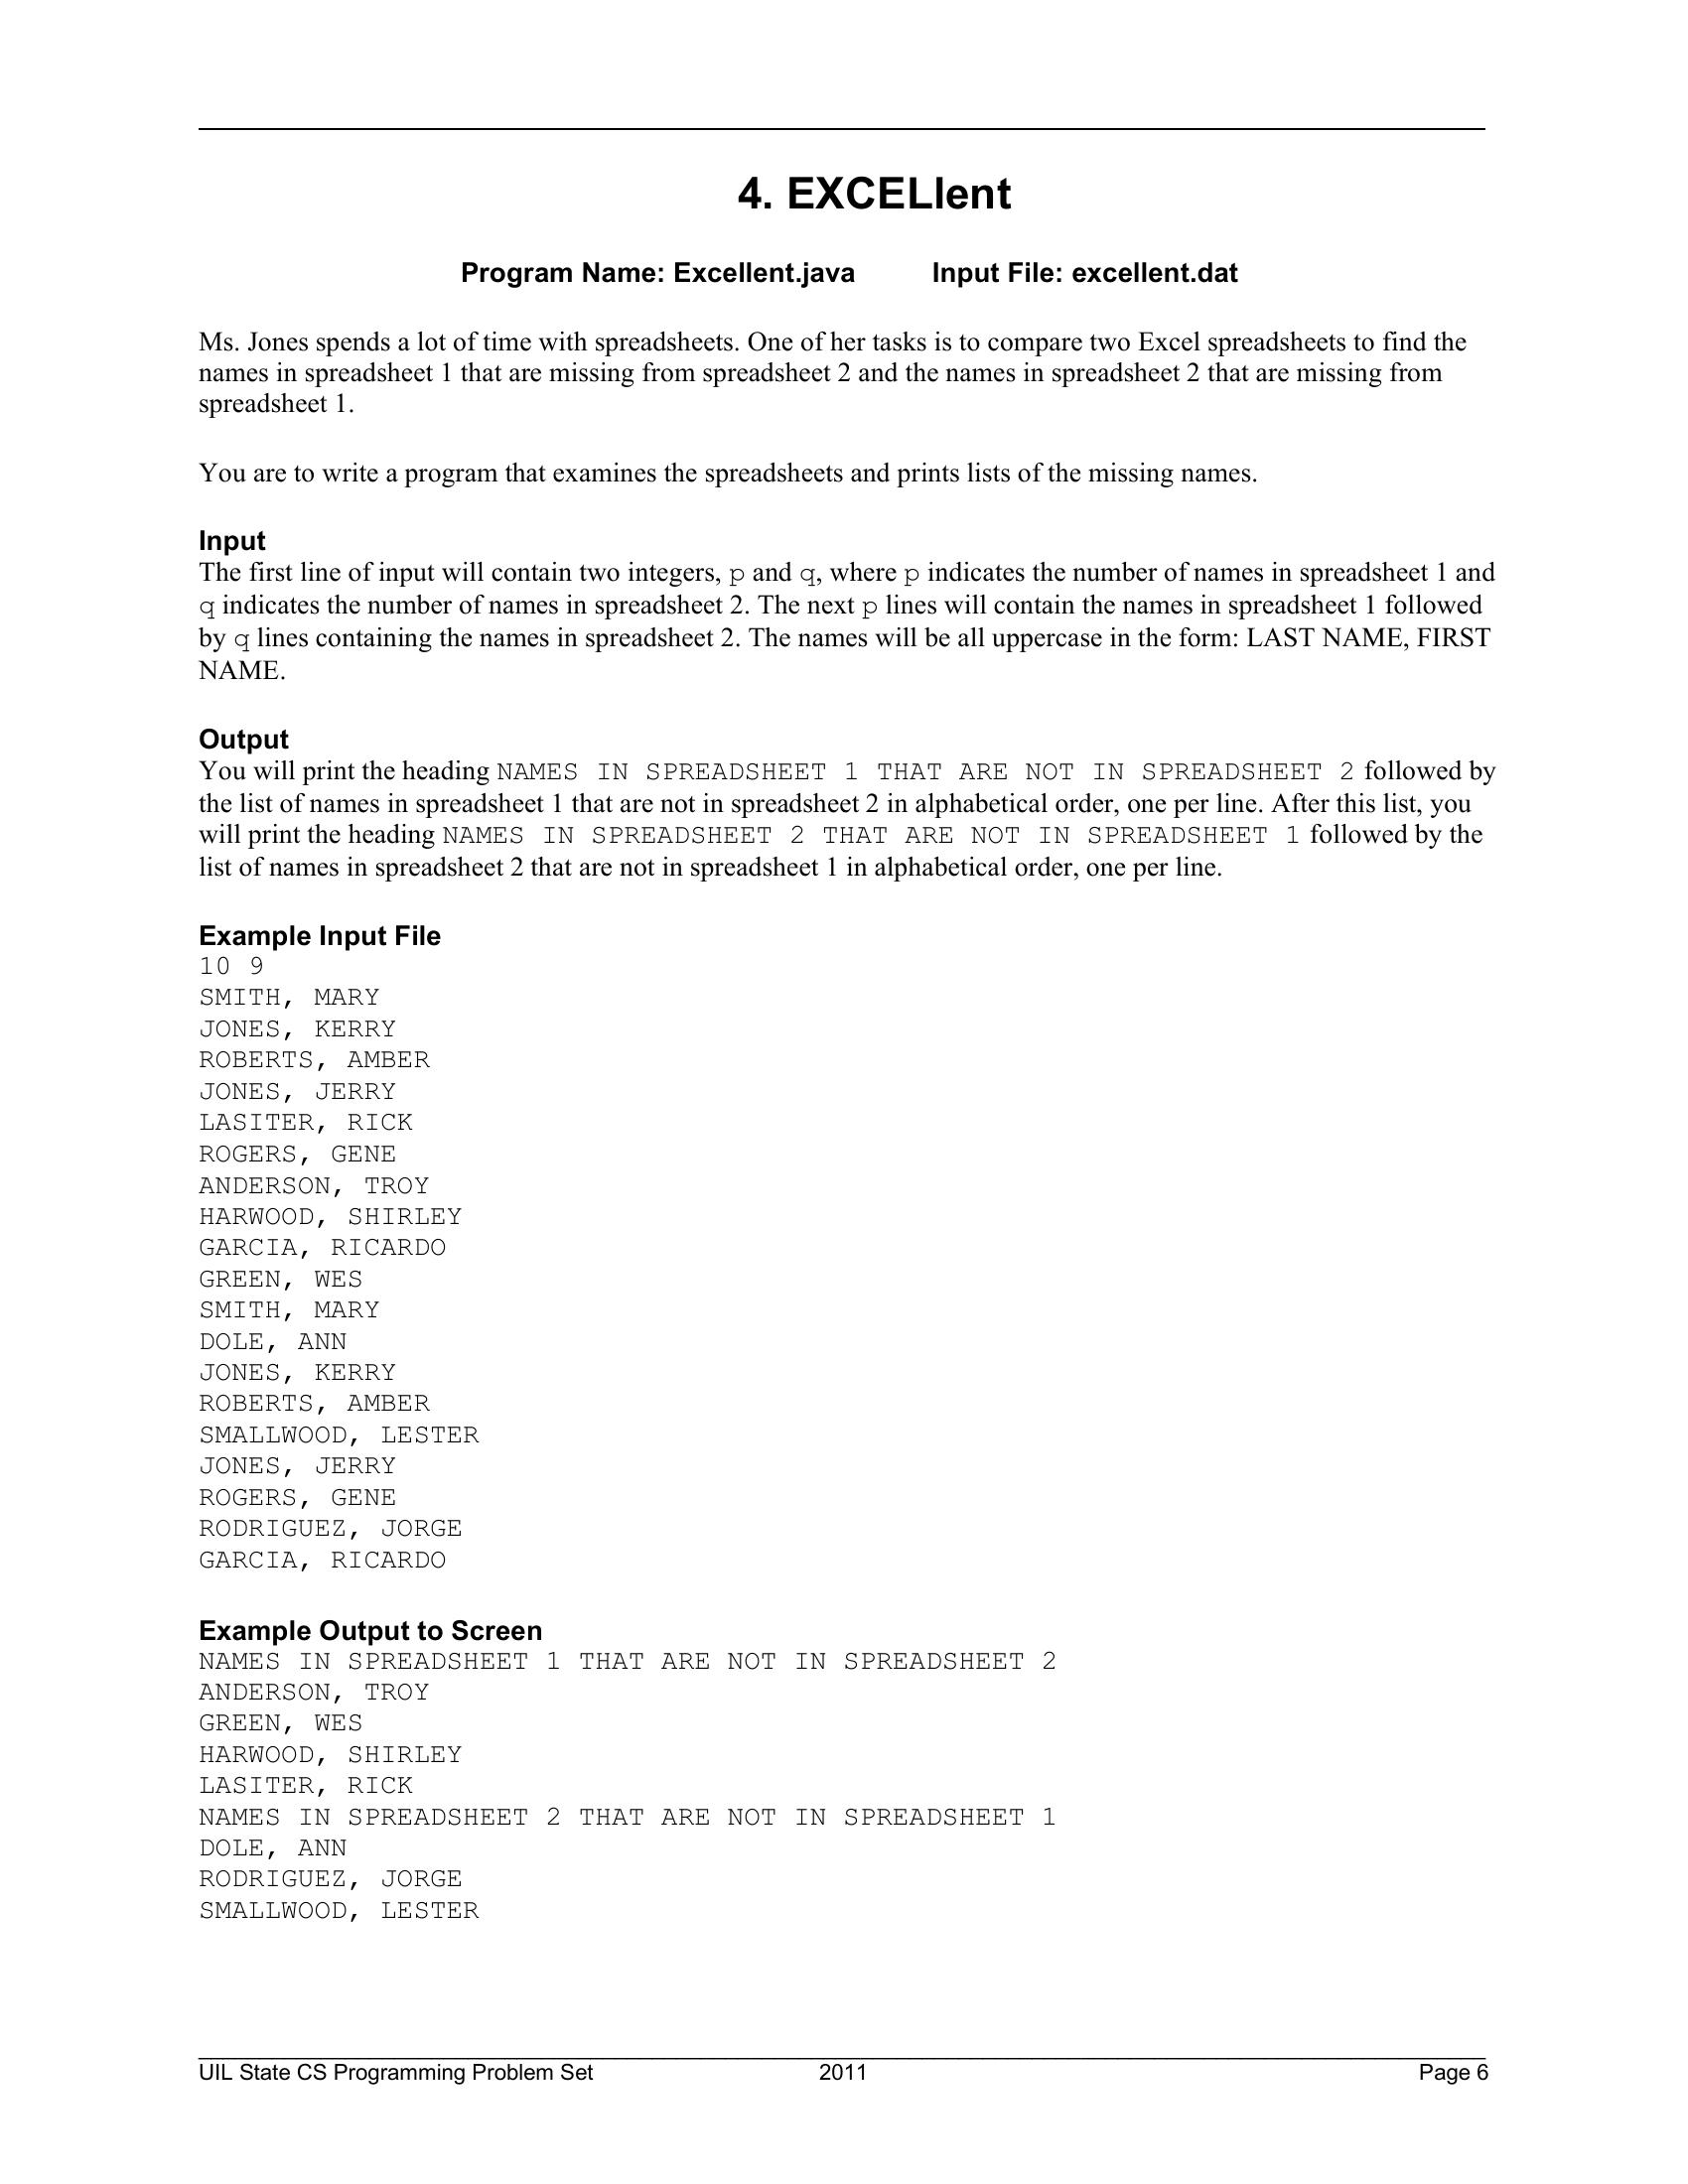 4. EXCELlent
Program Name: Excellent.java Input File: excellent.dat
Ms. Jones spends a lot of time with spreadsheets. One of her tasks is to compare two Excel spreadsheets to find the
names in spreadsheet 1 that are missing from spreadsheet 2 and the names in spreadsheet 2 that are missing from
spreadsheet 1.
You are to write a program that examines the spreadsheets and prints lists of the missing names.
Input
The first line of input will contain two integers, p and q, where p indicates the number of names in spreadsheet 1 and
q indicates the number of names in spreadsheet 2. The next p lines will contain the names in spreadsheet 1 followed
by q lines containing the names in spreadsheet 2. The names will be all uppercase in the form: LAST NAME, FIRST
NAME.
Output
You will print the heading NAMES IN SPREADSHEET 1 THAT ARE NOT IN SPREADSHEET 2 followed by
the list of names in spreadsheet 1 that are not in spreadsheet 2 in alphabetical order, one per line. After this list, you
will print the heading NAMES IN SPREADSHEET 2 THAT ARE NOT IN SPREADSHEET 1 followed by the
list of names in spreadsheet 2 that are not in spreadsheet 1 in alphabetical order, one per line.
Example Input File
10 9
SMITH, MARY
JONES, KERRY
ROBERTS, AMBER
JONES, JERRY
LASITER, RICK
ROGERS, GENE
ANDERSON, TROY
HARWOOD, SHIRLEY
GARCIA, RICARDO
GREEN, WES
SMITH, MARY
DOLE, ANN
JONES, KERRY
ROBERTS, AMBER
SMALLWOOD, LESTER
JONES, JERRY
ROGERS, GENE
RODRIGUEZ, JORGE
GARCIA, RICARDO
Example Output to Screen
NAMES IN SPREADSHEET 1 THAT ARE NOT IN SPREADSHEET 2
ANDERSON, TROY
GREEN, WES
HARWOOD, SHIRLEY
LASITER, RICK
NAMES IN SPREADSHEET 2 THAT ARE NOT IN SPREADSHEET 1
DOLE, ANN
RODRIGUEZ, JORGE
SMALLWOOD, LESTER
UIL State CS Programming Problem Set 2011 Page 6